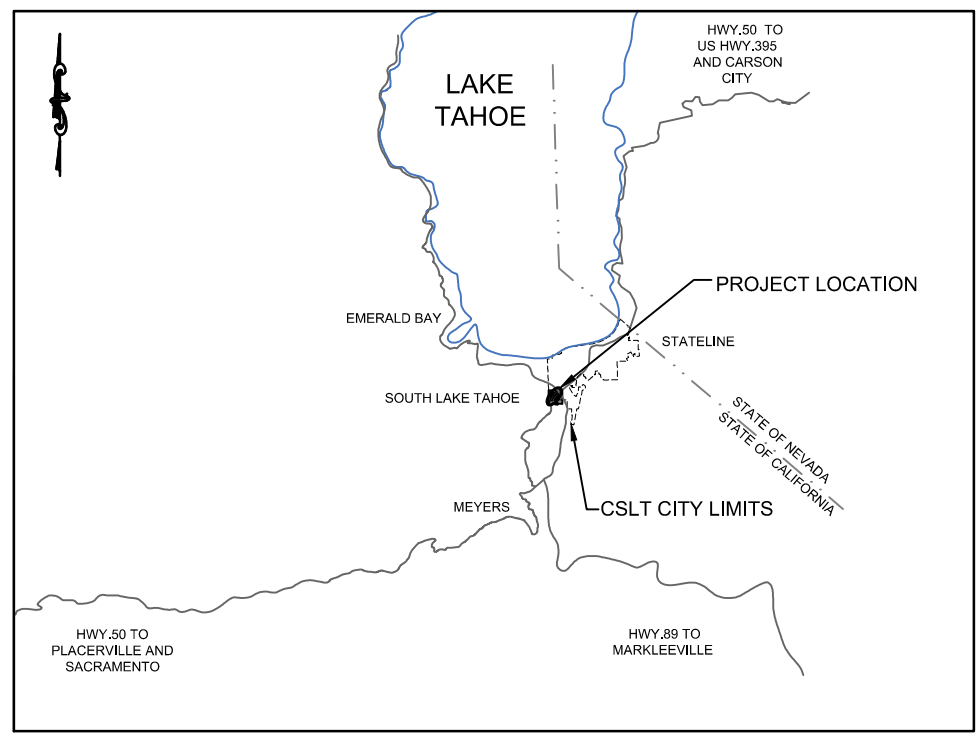 HWY.50 TO
US HWY.395
AND CARSON
CITY
LAKE
TAHOE
PROJECT LOCATION
EMERALD BAY
STATELINE
SOUTH LAKE TAHOE
STATE OF NEVADA
STATE OF CALIFORNIA
MEYERS
CSLT CITY LIMITS
HWY.50 TO
PLACERVILLE AND
SACRAMENTO
HWY.89 TO
MARKLEEVILLE